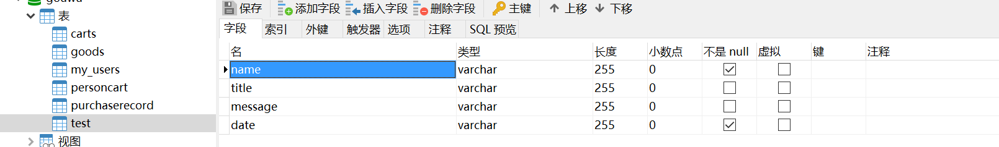 保存 添加字段 插入字段 删除字段 主键 上移 下移
表
carts
goods
my_users
personcart
purchaserecord
test
视图
字段 索引 外键 触发器 选项 注释 SQL 预览
名 类型 长度 小数点 不是 null 虚拟 键 注释
name varchar 255 0
title varchar 255 0
message varchar 255 0
date varchar 255 0